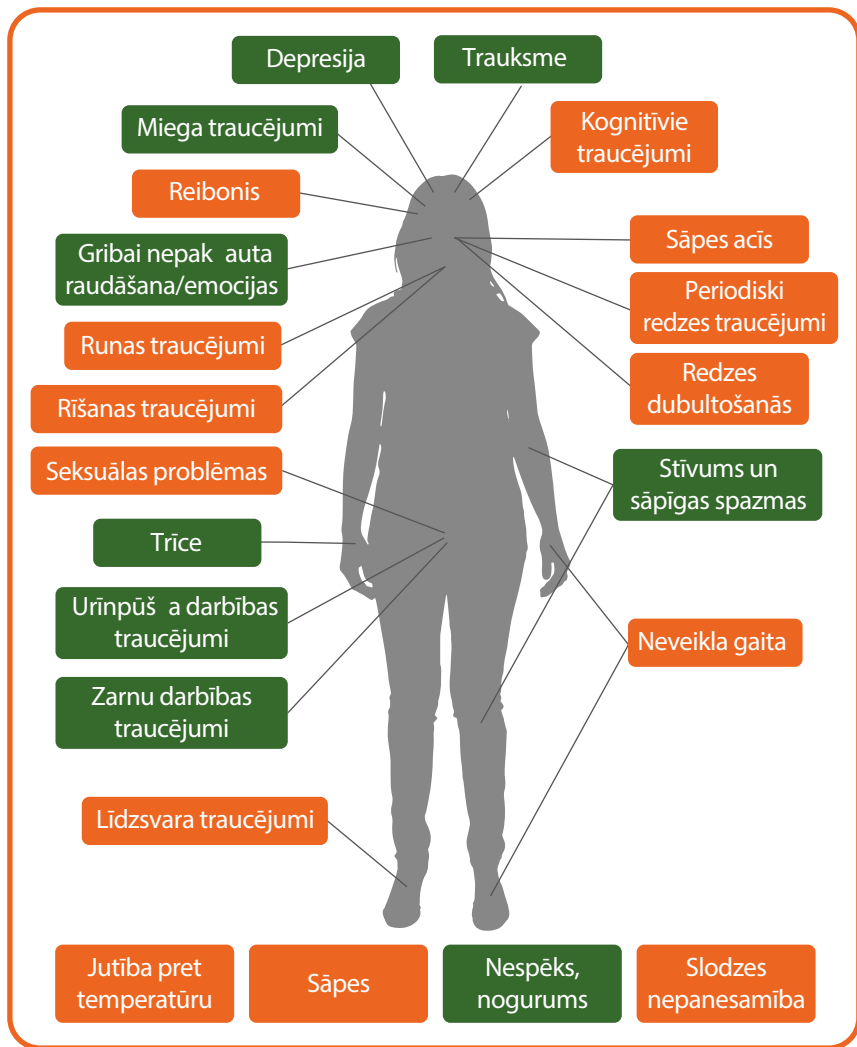 Depresija
Trauksme
Miega traucējumi
Kognitīvie
traucējumi
Reibonis
Gribai nepak auta
raudāšana/emocijas
Sāpes acīs
Periodiski
redzes traucējumi
Runas traucējumi
Redzes
dubultošanās
Rīšanas traucējumi
Seksuālas problēmas
Stīvums un
sāpīgas spazmas
Trīce
Urīnpūš a darbības
traucējumi
Neveikla gaita
Zarnu darbības
traucējumi
Līdzsvara traucējumi
Jutība pret
temperatūru
Sāpes
Nespēks,
nogurums
Slodzes
nepanesamība